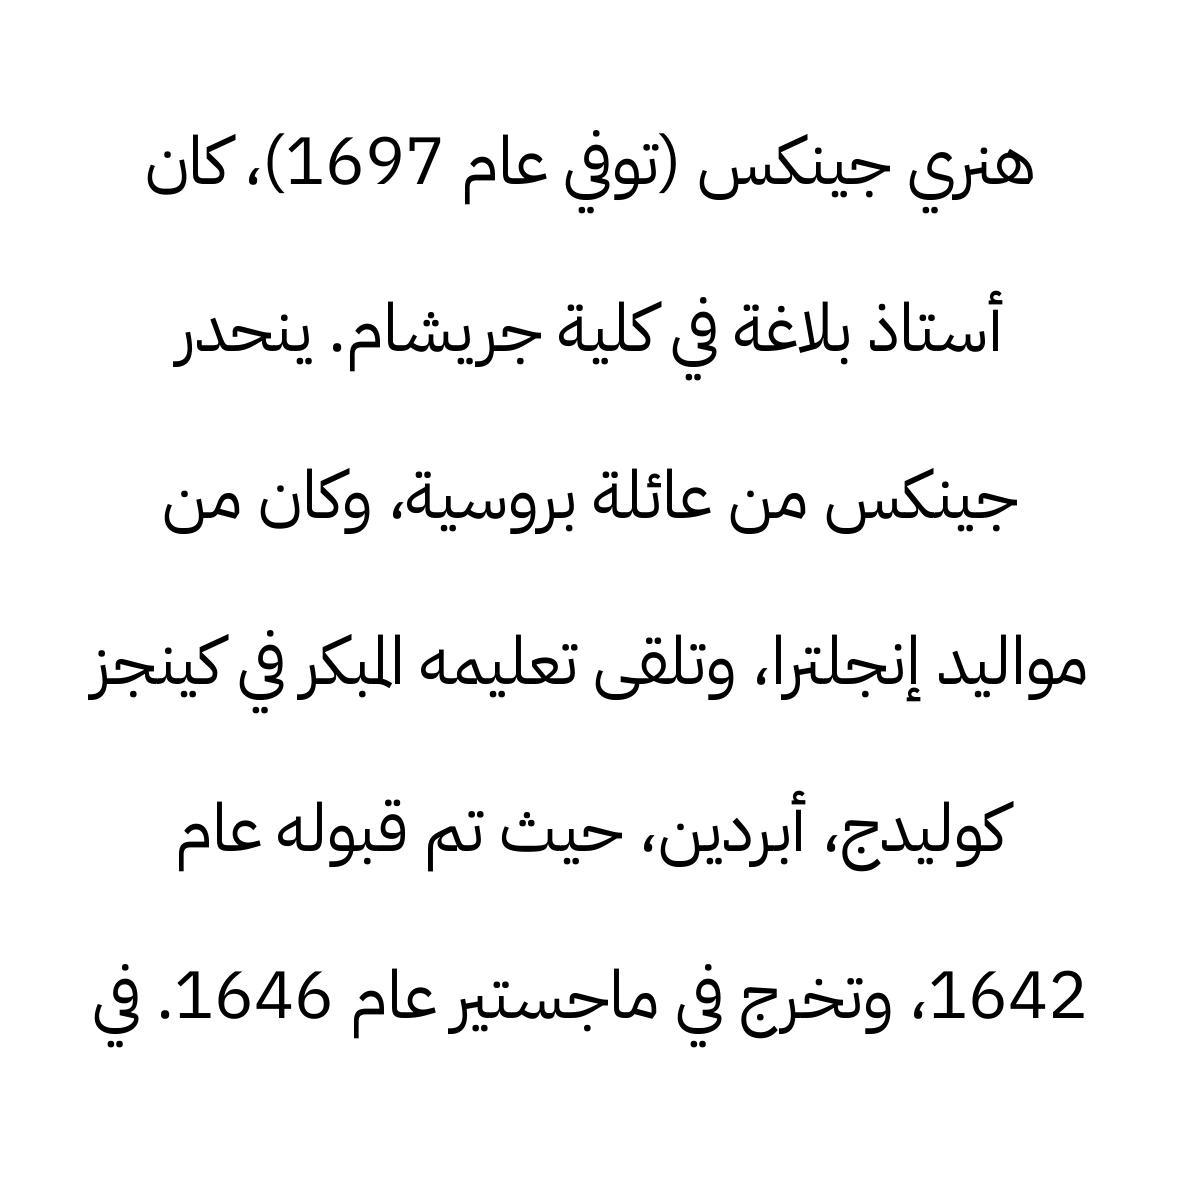 هنري جينكس (توفي عام 1697)، كان
أستاذ بلاغة في كلية جريشام. ينحدر
جينكس من عائلة بروسية، وكان من
مواليد إنجلترا، وتلقى تعليمه المبكر في كينجز
كوليدج، أبردين، حيث تم قبوله عام
1642، وتخرج في ماجستير عام 1646. في